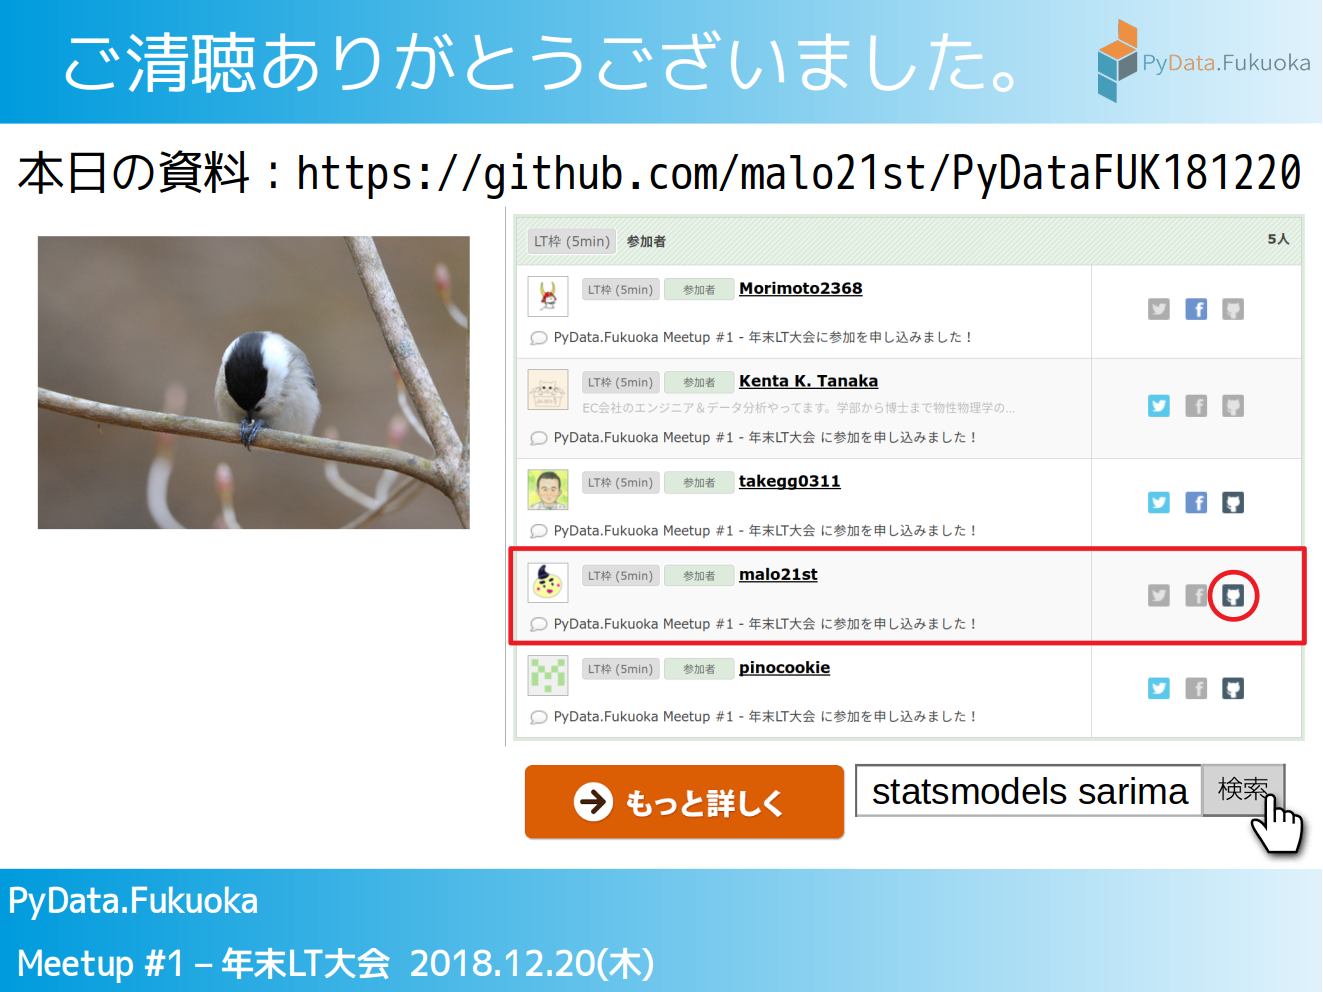 ご清聴ありがとうございました。
PyData.Fukuoka
本日の資料：https://github.com/malo21st/PyDataFUK181220
LT枠 (5min) 参加者 5人
LT枠 (5min) 参加者 Morimoto2368
PyData.Fukuoka Meetup #1 - 年末LT大会に参加を申し込みました！
LT枠 (5min) 参加者 Kenta K. Tanaka
EC会社のエンジニア＆データ分析やってます。学部から博士まで物性物理学の...
PyData.Fukuoka Meetup #1 - 年末LT大会 に参加を申し込みました！
LT枠 (5min) 参加者 takegg0311
PyData.Fukuoka Meetup #1 - 年末LT大会 に参加を申し込みました！
LT枠 (5min) 参加者 malo21st
PyData.Fukuoka Meetup #1 - 年末LT大会 に参加を申し込みました！
LT枠 (5min) 参加者 pinocookie
PyData.Fukuoka Meetup #1 - 年末LT大会 に参加を申し込みました！
もっと詳しく
statsmodels sarima 検索
PyData.Fukuoka
Meetup #1 – 年末LT大会 2018.12.20(木)